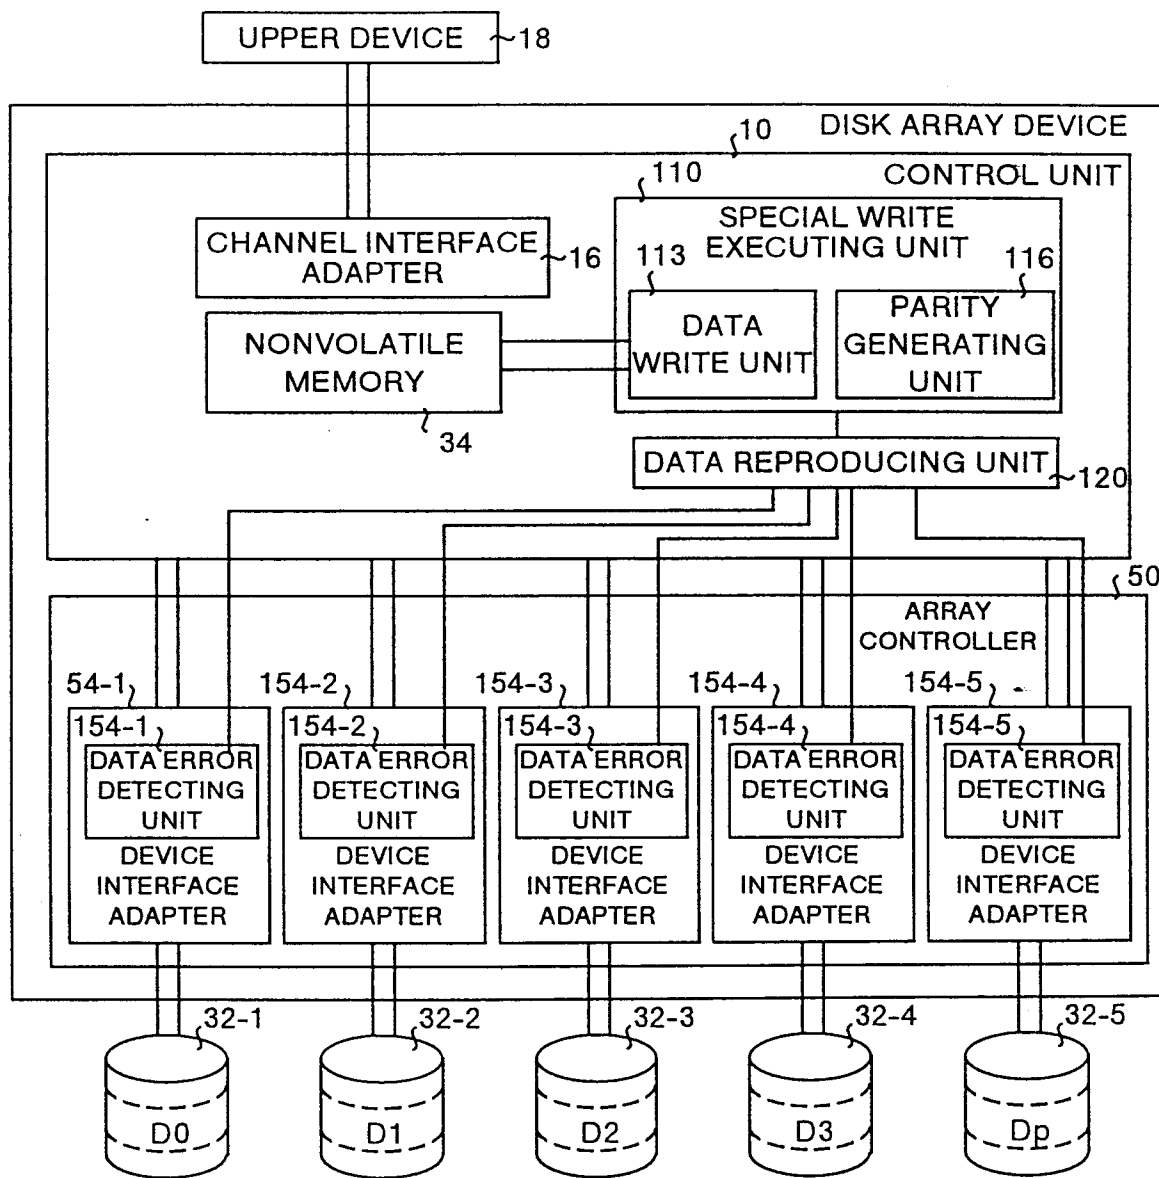 UPPER DEVICE
18
DISK ARRAY DEVICE
10
CONTROL UNIT
110
SPECIAL WRITE
EXECUTING UNIT
CHANNEL INTERFACE
ADAPTER
16
113
116
DATA
WRITE UNIT
PARITY
GENERATING
UNIT
NONVOLATILE
MEMORY
34
DATA REPRODUCING UNIT
120
50
ARRAY
CONTROLLER
54-1
154-2
154-3
154-4
154-5
154-1
154-2
154-3
154-4
154-5
DATA ERROR
DETECTING
UNIT
DEVICE
INTERFACE
ADAPTER
DATA ERROR
DETECTING
UNIT
DEVICE
INTERFACE
ADAPTER
DATA ERROR
DETECTING
UNIT
DEVICE
INTERFACE
ADAPTER
DATA ERROR
DETECTING
UNIT
DEVICE
INTERFACE
ADAPTER
DATA ERROR
DETECTING
UNIT
DEVICE
INTERFACE
ADAPTER
32-1
32-2
32-3
32-4
32-5
D0
D1
D2
D3
Dp